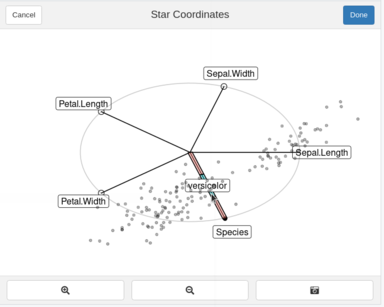 Cancel
Star Coordinates
Done
Sepal.Width
Petal.Length
Sepal.Length
versicolor
Petal.Width
Species